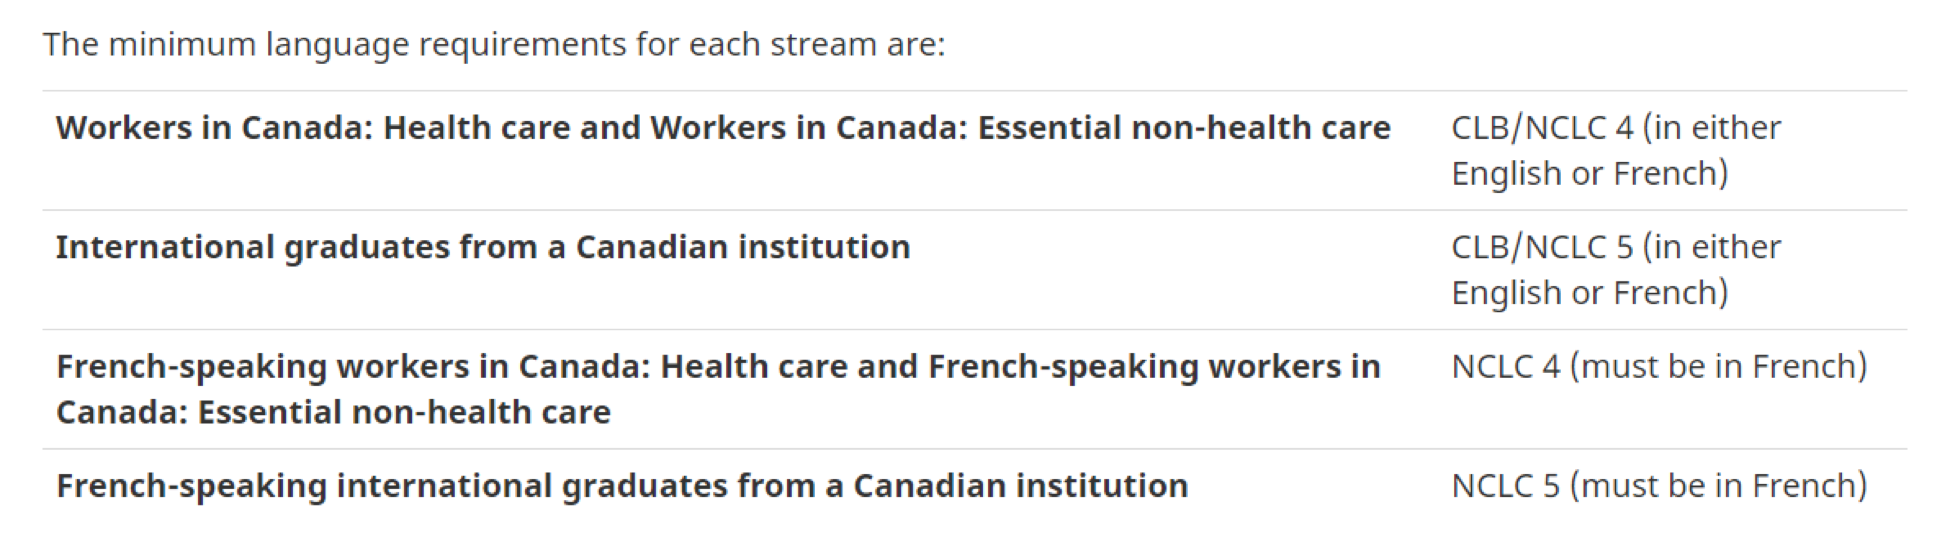 The minimum language requirements for each stream are:
Workers in Canada: Health care and Workers in Canada: Essential non-health care
CLB/NCLC 4 (in either
English or French)
International graduates from a Canadian institution
CLB/NCLC 5 (in either
English or French)
French-speaking workers in Canada: Health care and French-speaking workers in
Canada: Essential non-health care
NCLC 4 (must be in French)
French-speaking international graduates from a Canadian institution
NCLC 5 (must be in French)